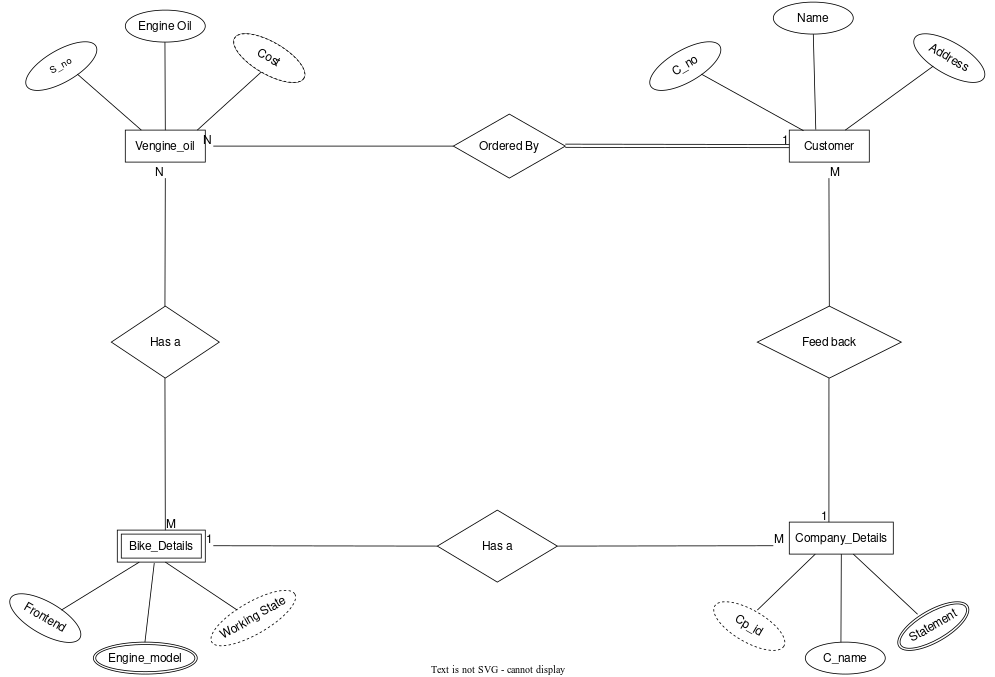 Engine Oil
Name
S_no
Cost
C_no
Address
Vengine_oil
N
Ordered By
1
Customer
N
M
Has a
Feed back
M
1
Bike_Details
1
Has a
M
Company_Details
Frontend
Working State
Engine_model
Cp_id
C_name
Statement
Text is not SVG - cannot display